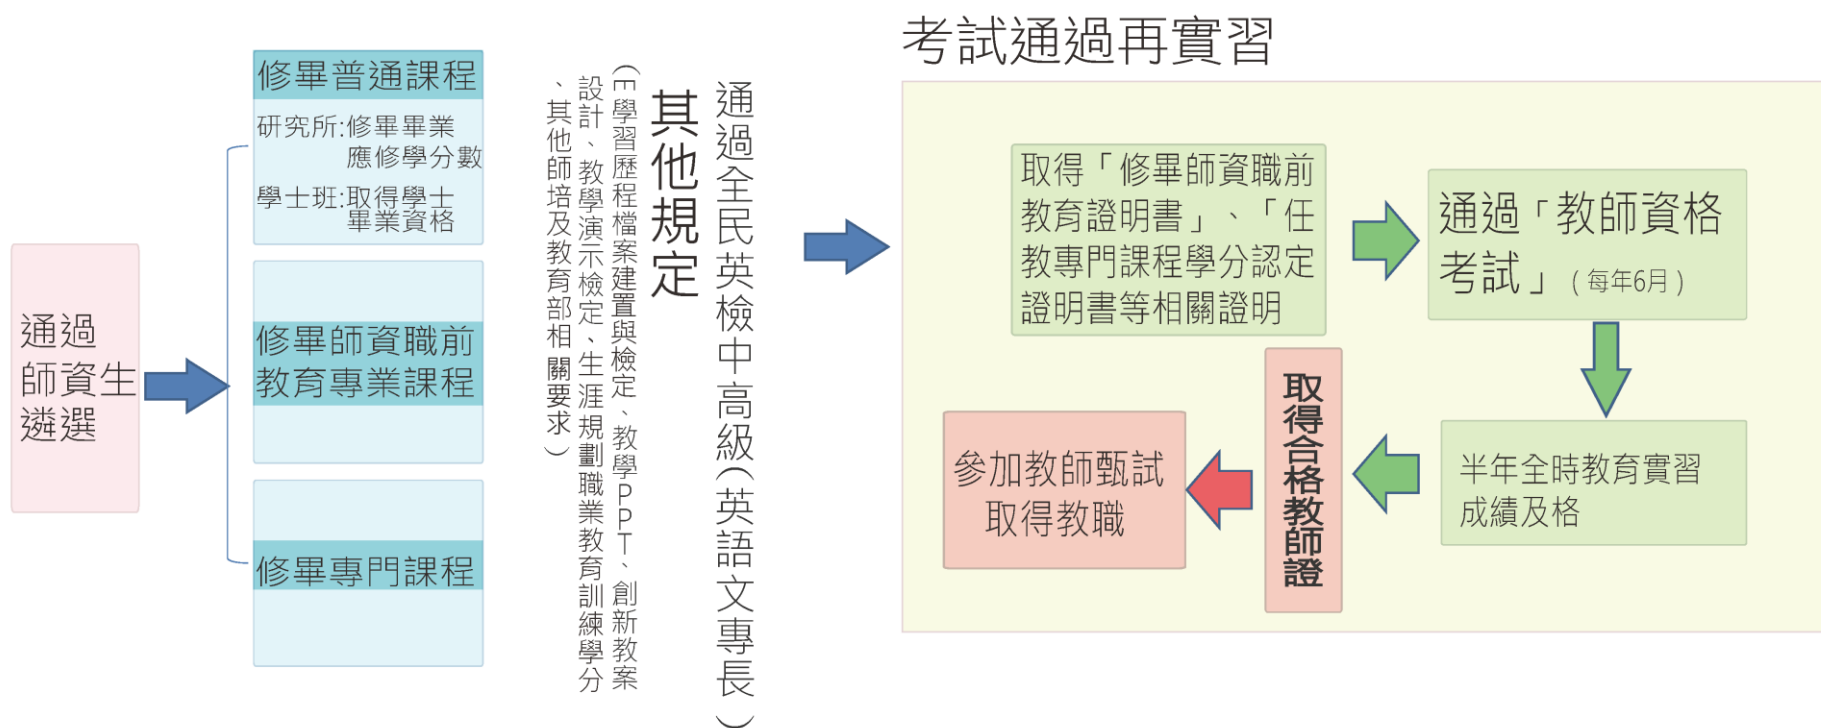 通過
師資生
遴選
修畢普通課程
研究所:修畢畢業
應修學分數
學士班:取得學士
畢業資格
修畢師資職前
教育專業課程
修畢專門課程
通過全民英檢中高級(英語文專長)
其他規定
(E學習歷程檔案建置與檢定、教學PPT、創新教案
設計、教學演示檢定、生涯規劃職業教育訓練學分
、其他師培及教育部相關要求)
考試通過再實習
取得「修畢師資職前
教育證明書」、「任
教專門課程學分認定
證明書等相關證明
通過「教師資格
考試」(每年6月)
半年全時教育實習
成績及格
取得合格教師證
參加教師甄試
取得教職